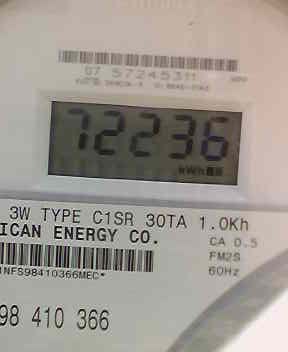 07 57245311
72236
kWh
3W TYPE C1SR 30TA 1.0Kh
ICAN ENERGY CO.
CA 0.5
FM2S
1NFS98410366MEC*
60Hz
98 410 366